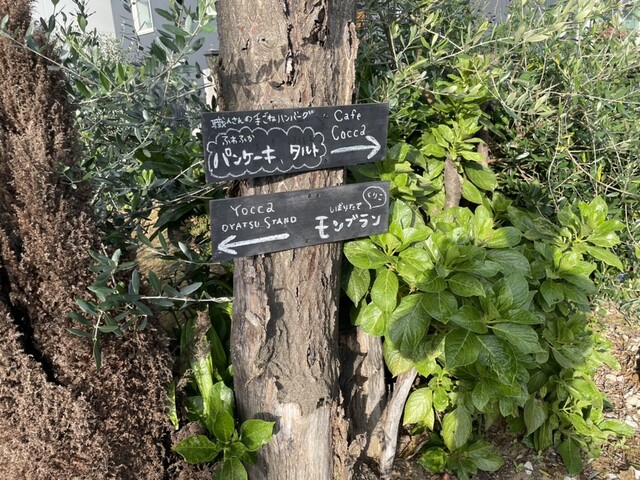 職人さんの手ごねハンバーグ
ふわふわ
パンケーキ、タルト
Cafe
Cocca
Yocca
OYATSU STAND
しぼりたて
モンブラン